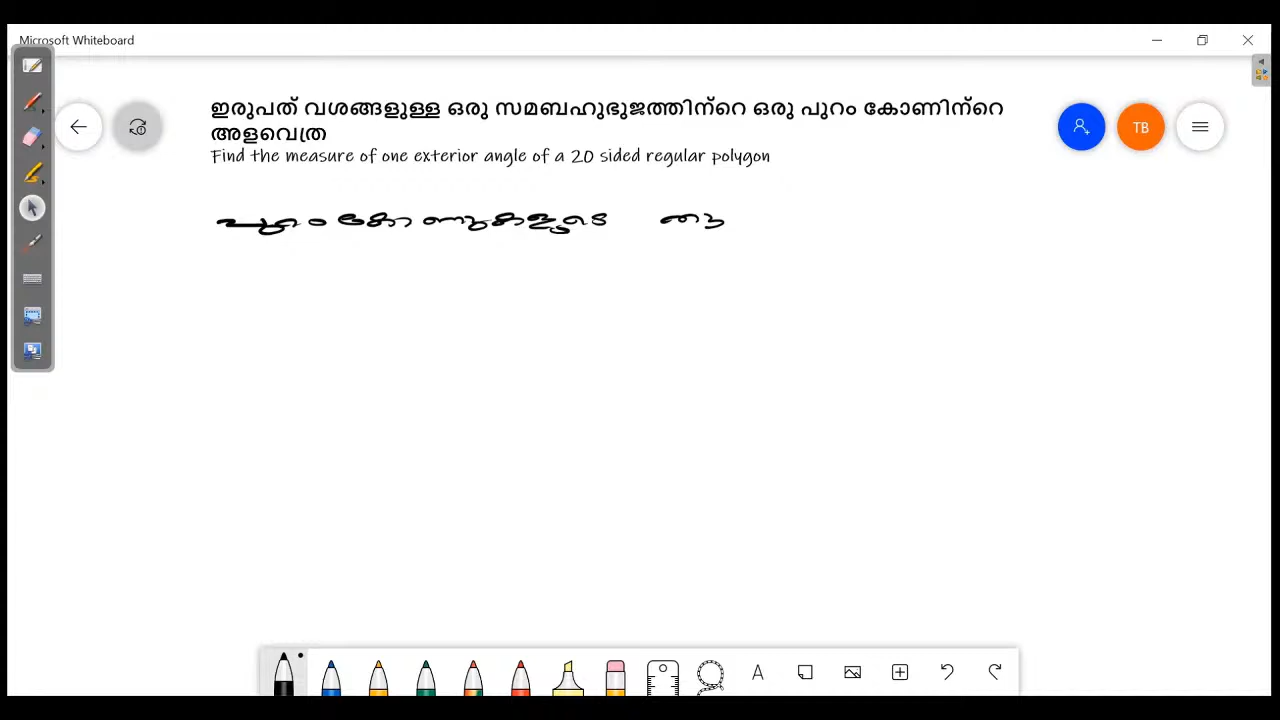 Microsoft Whiteboard
ഇരുപത് വശങ്ങളുള്ള ഒരു സമബഹുഭുജത്തിന്റെ ഒരു പുറം കോണിന്റെ
അളവെത്ര
TB
Find the measure of one exterior angle of a 20 sided regular polygon
പുറം കോണുകളുടെ
A